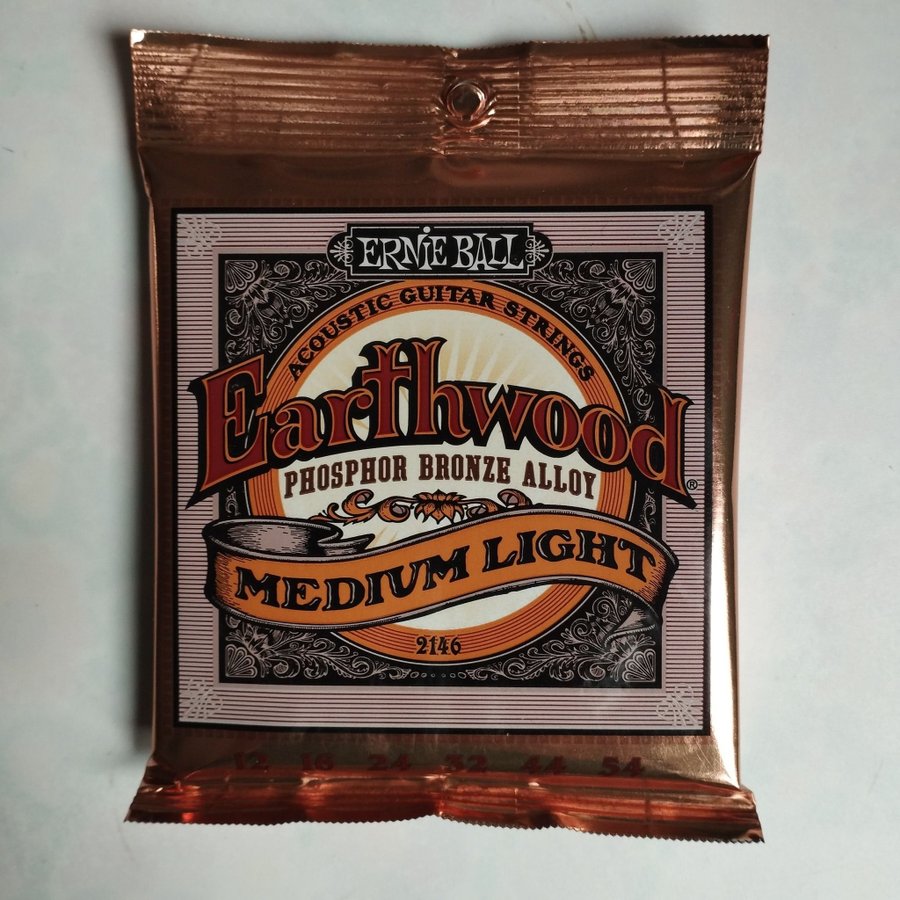 ERNIE BALL
ACOUSTIC GUITAR STRINGS
Earthwood®
PHOSPHOR BRONZE ALLOY
MEDIUM LIGHT
2146
12 16 24 32 44 54